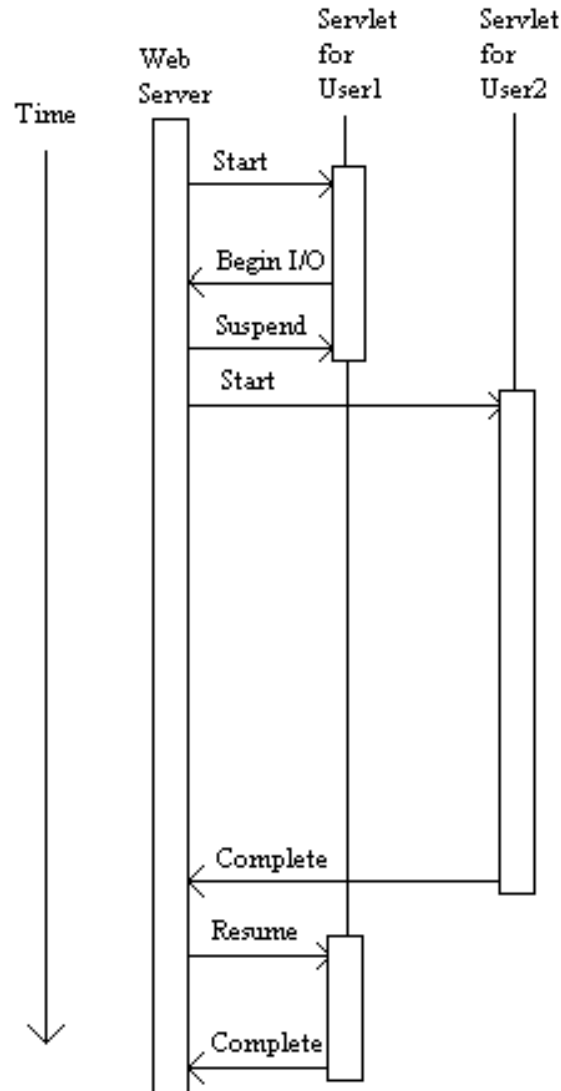 Time
Web
Server
Servlet
for
User1
Servlet
for
User2
Start
Begin I/O
Suspend
Start
Complete
Resume
Complete